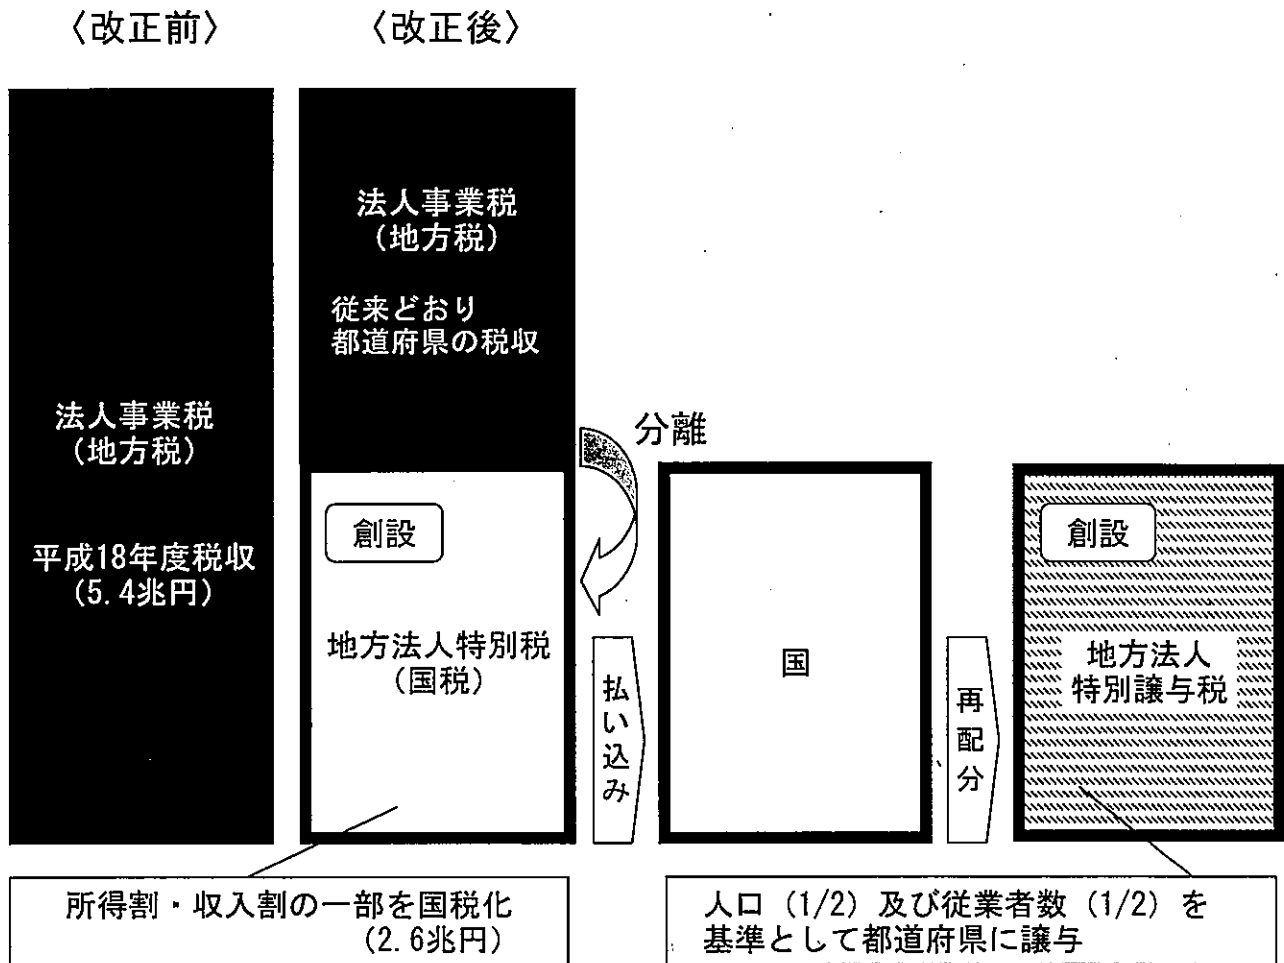 〈改正前〉
〈改正後〉
法人事業税
(地方税)
平成18年度税収
(5.4兆円)
法人事業税
(地方税)
従来どおり
都道府県の税収
分離
創設
地方法人特別税
(国税)
払い込み
国
再配分
創設
地方法人
特別譲与税
所得割・収入割の一部を国税化
(2.6兆円)
人口(1/2)及び従業者数(1/2)を
基準として都道府県に譲与